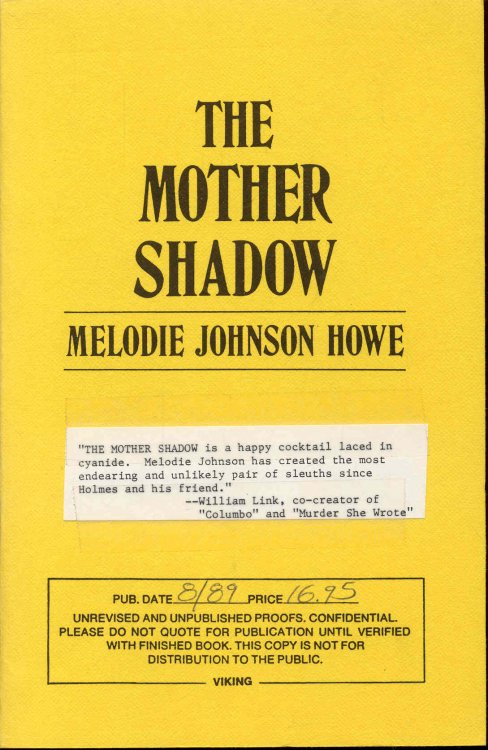 THE
MOTHER
SHADOW
MELODIE JOHNSON HOWE
"THE MOTHER SHADOW is a happy cocktail laced in
cyanide. Melodie Johnson has created the most
endearing and unlikely pair of sleuths since
Holmes and his friend."
--William Link, co-creator of
"Columbo" and "Murder She Wrote"
PUB. DATE 8/89 PRICE 16.95
UNREVISED AND UNPUBLISHED PROOFS. CONFIDENTIAL.
PLEASE DO NOT QUOTE FOR PUBLICATION UNTIL VERIFIED
WITH FINISHED BOOK. THIS COPY IS NOT FOR
DISTRIBUTION TO THE PUBLIC.
VIKING